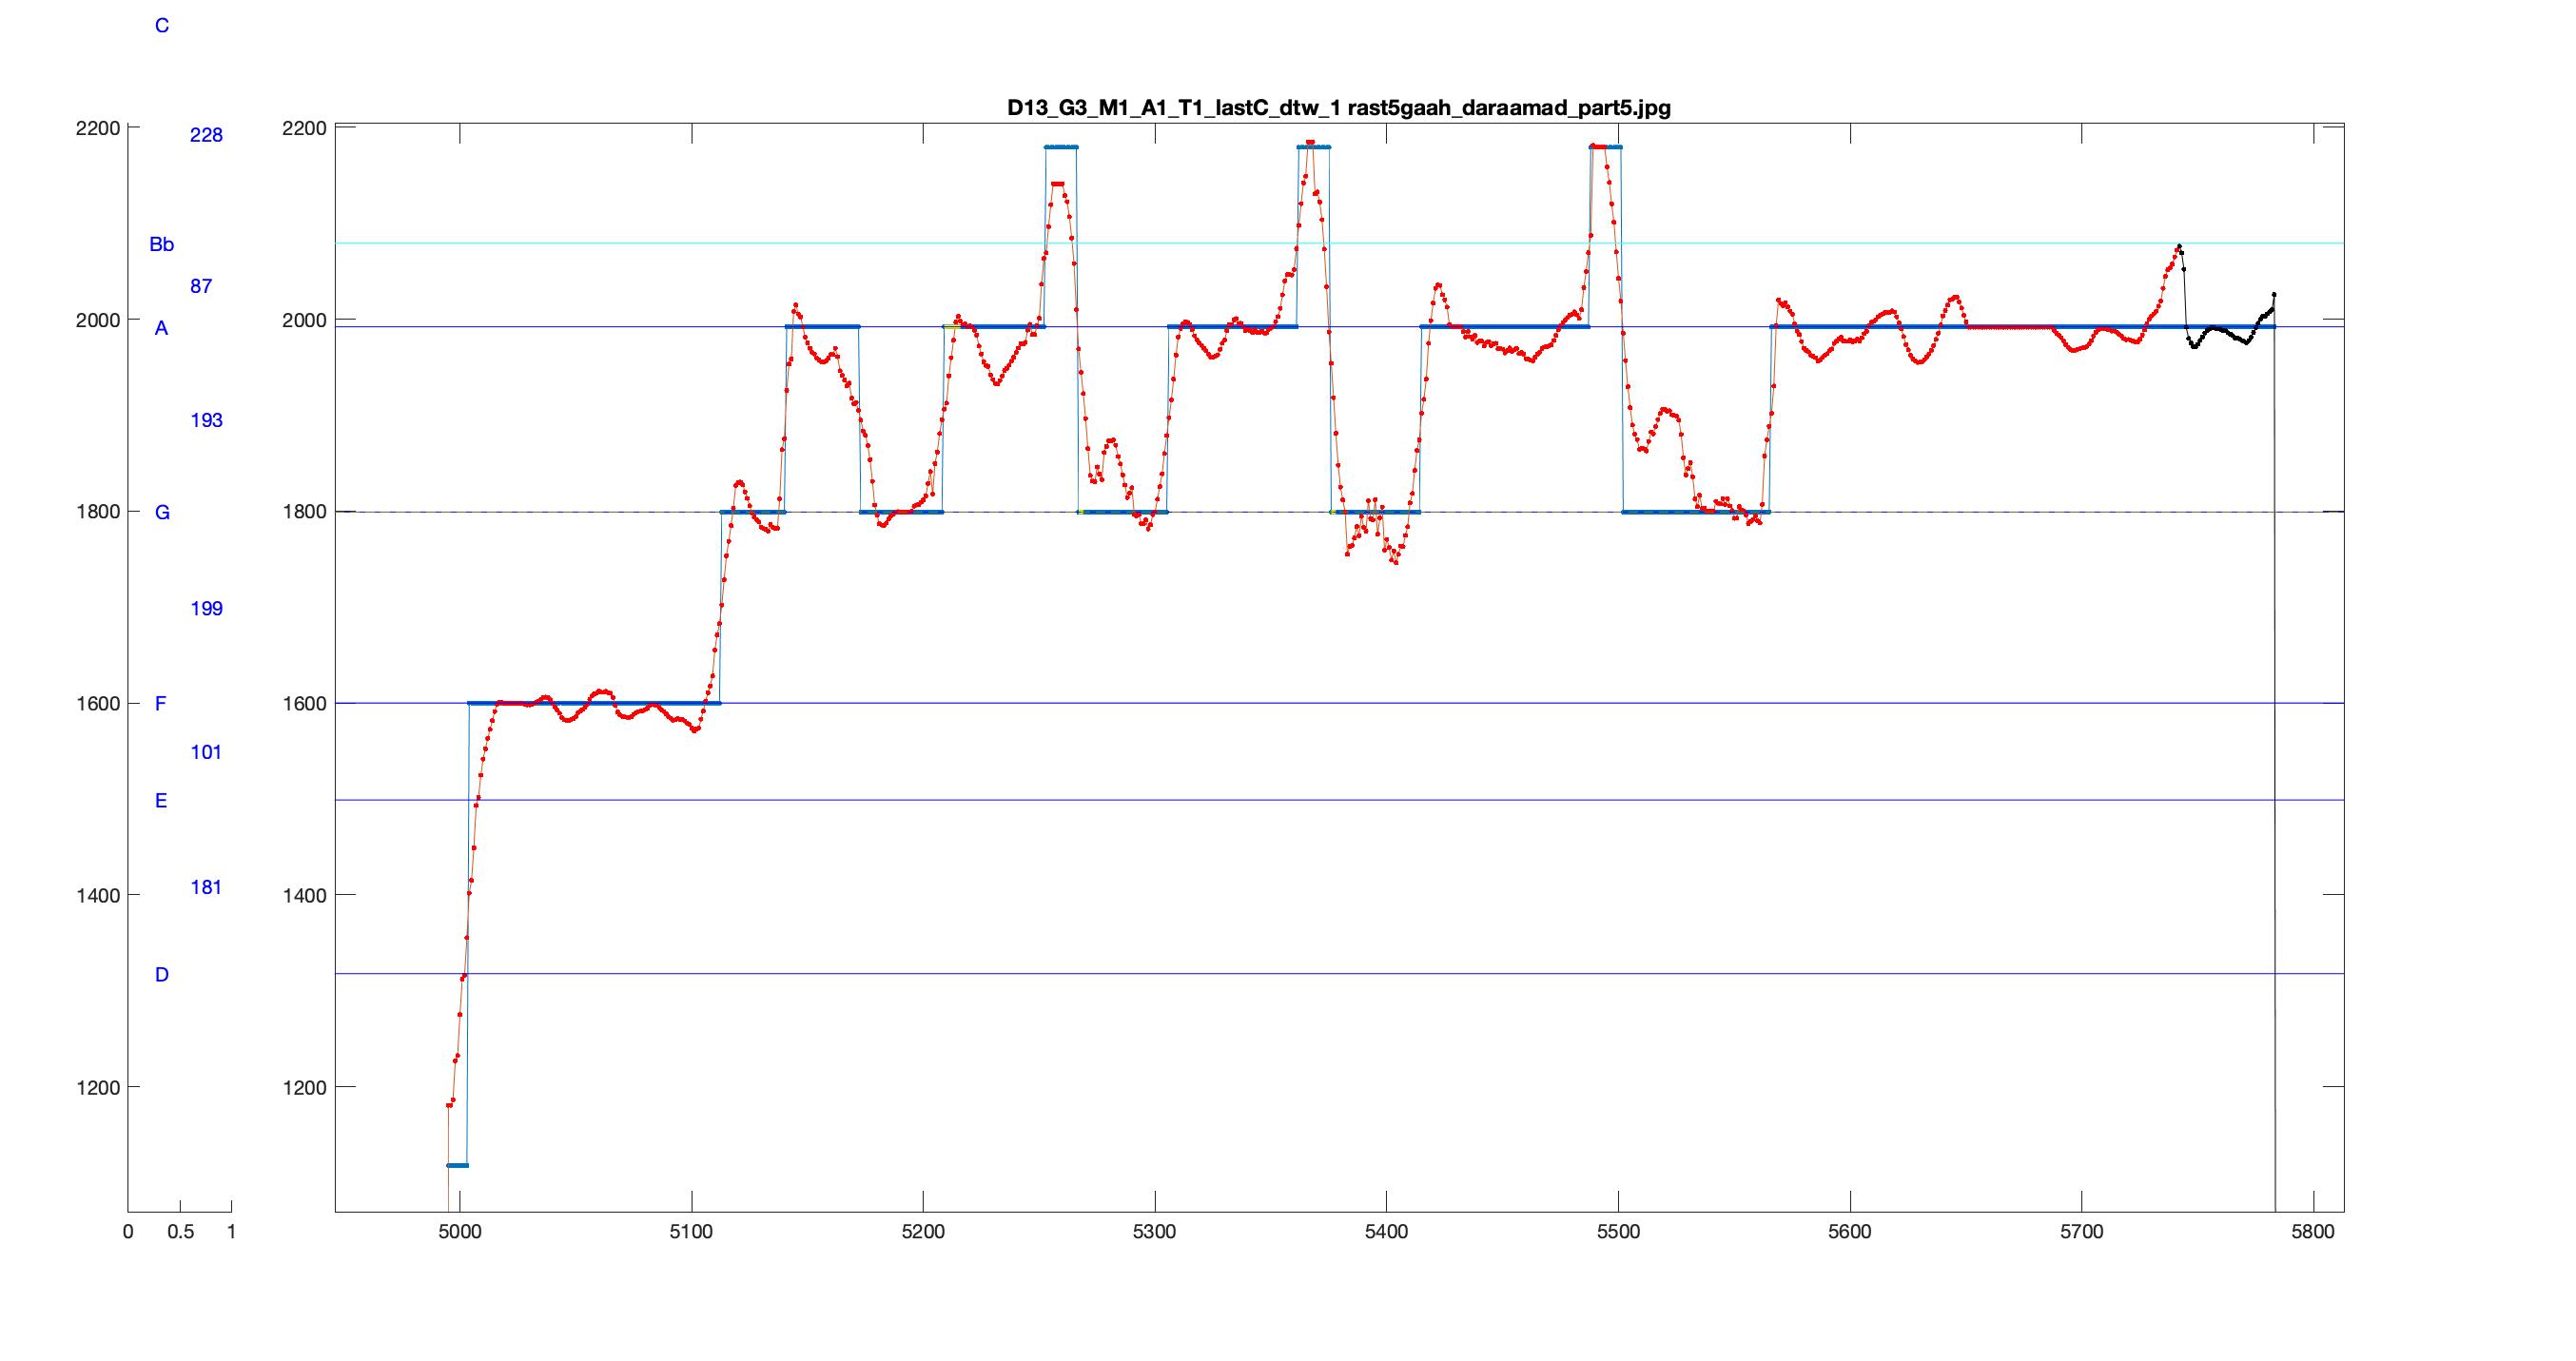 C
D13_G3_M1_A1_T1_lastC_dtw_1 rast5gaah_daraamad_part5.jpg
2200 228 2200
Bb
87
2000 A 2000
193
1800 G 1800
199
1600 F 1600
101
E
181
1400 1400
D
1200 1200
0 0.5 1 5000 5100 5200 5300 5400 5500 5600 5700 5800